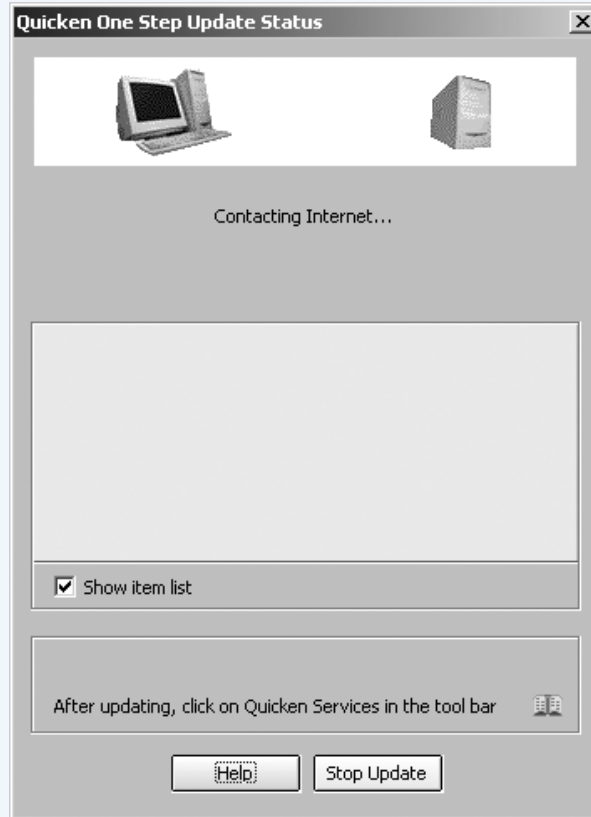 Quicken One Step Update Status
Contacting Internet...
Show item list
After updating, click on Quicken Services in the tool bar
Help
Stop Update